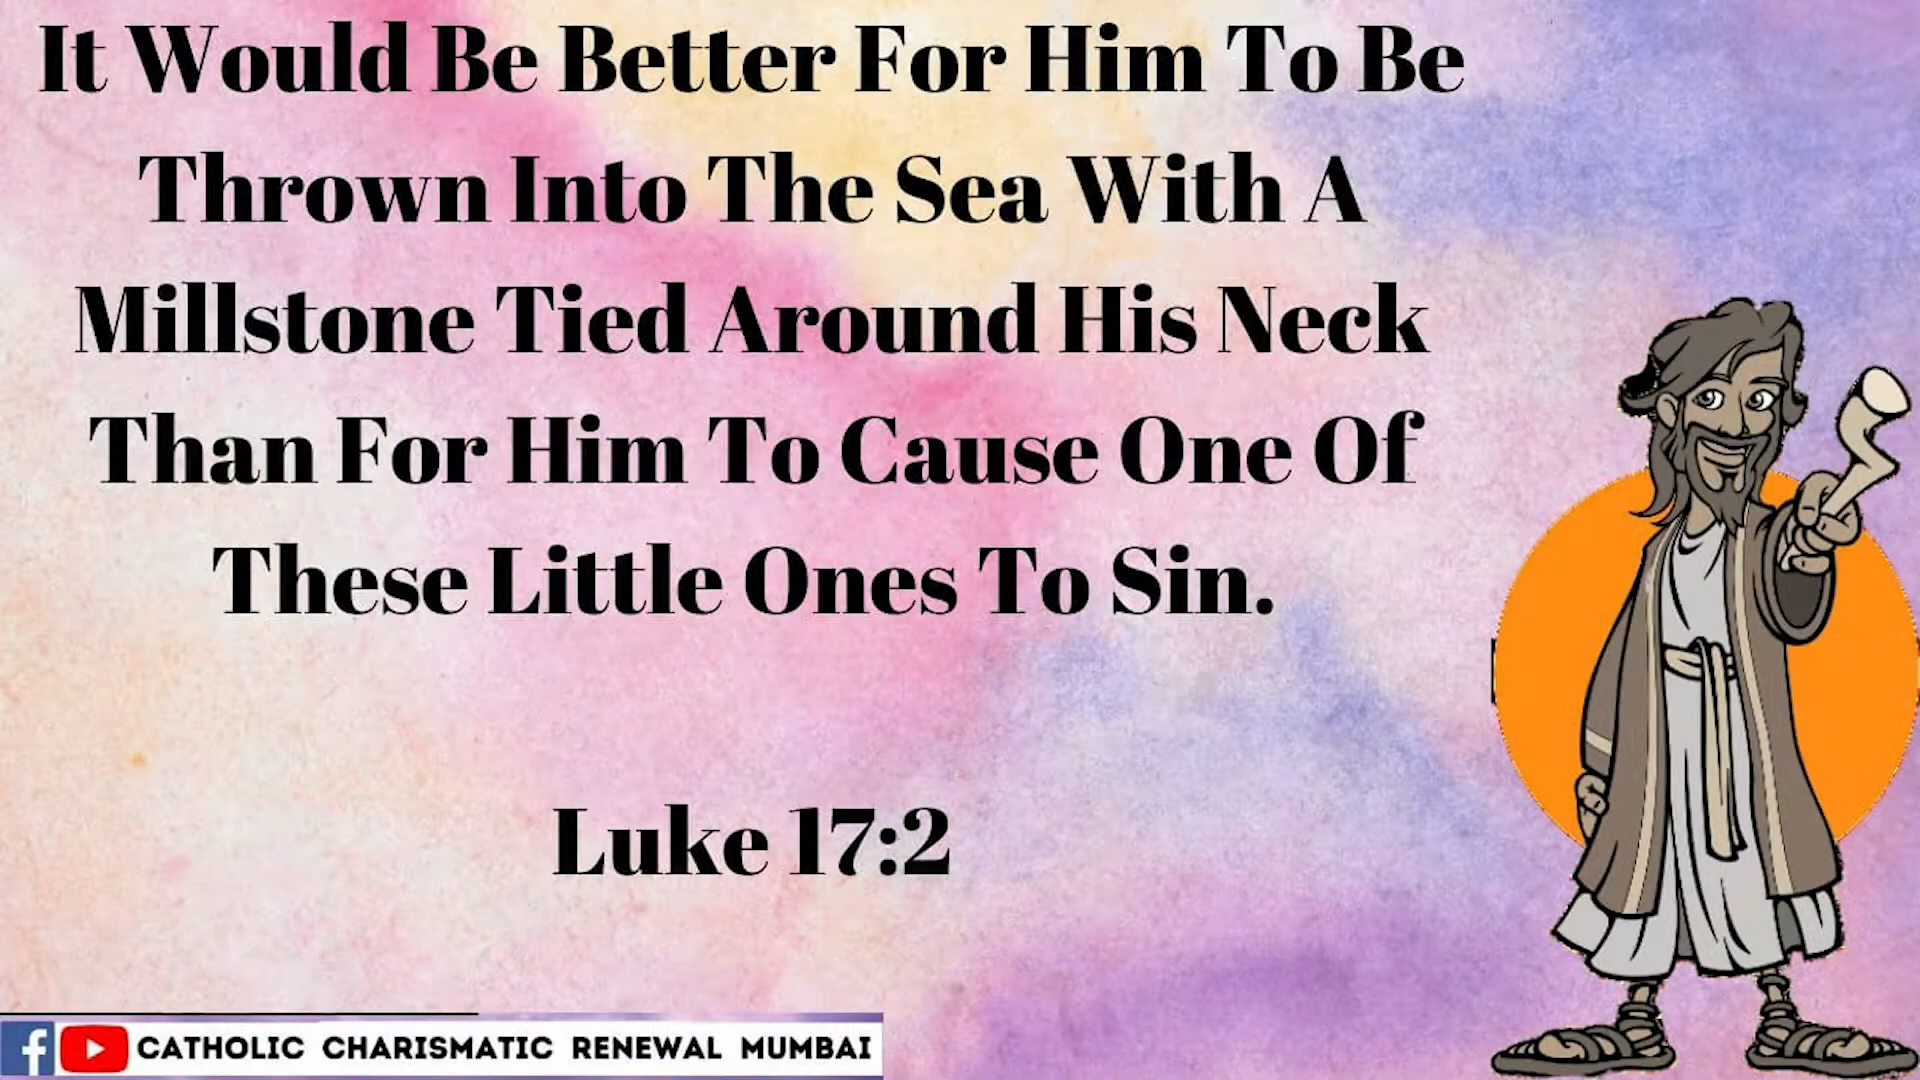 It Would Be Better For Him To Be
Thrown Into The Sea With A
Millstone Tied Around His Neck
Than For Him To Cause One Of
These Little Ones To Sin.
Luke 17:2
CATHOLIC CHARISMATIC RENEWAL MUMBAI